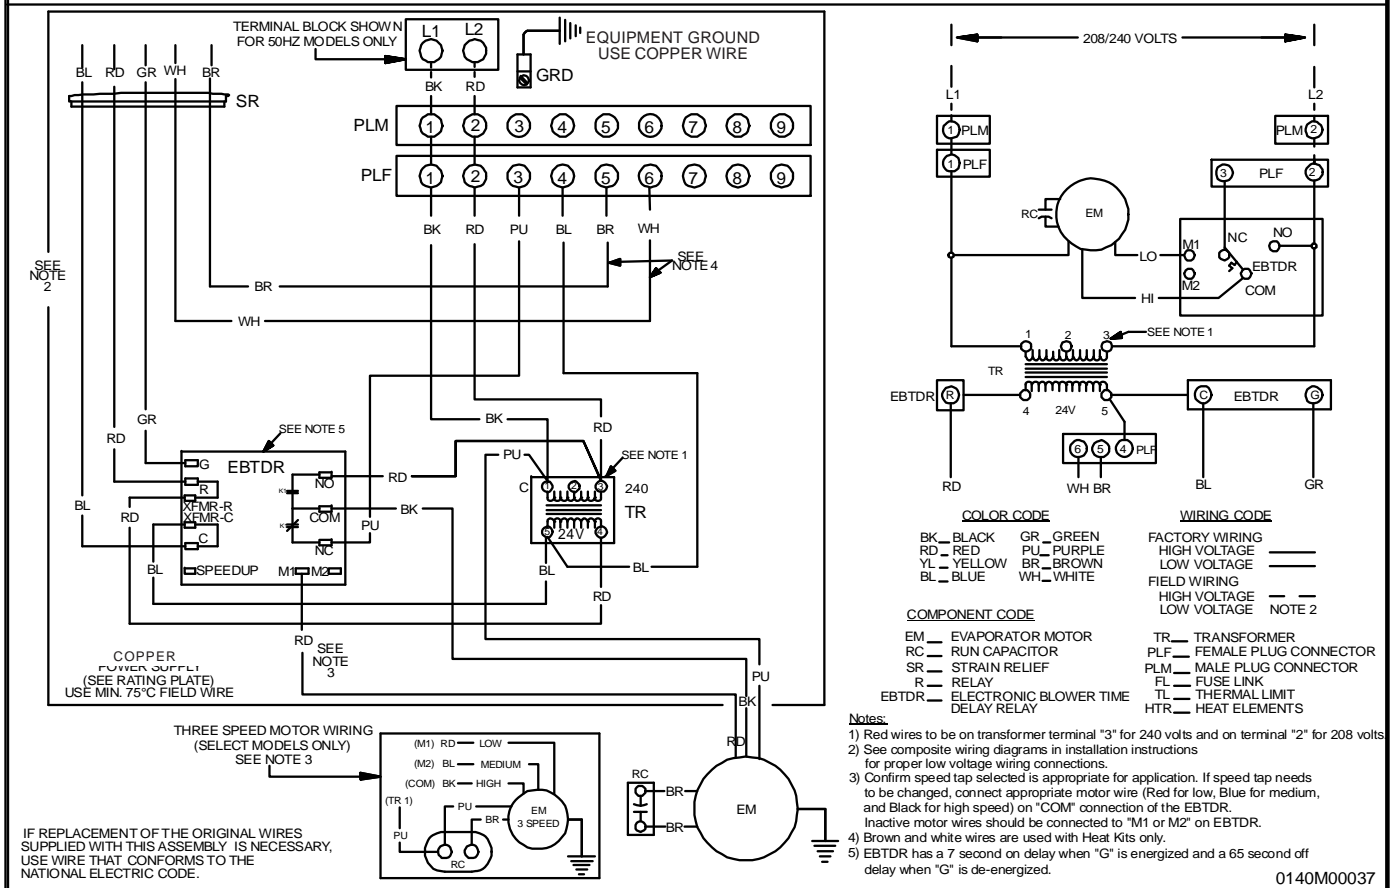 TERMINAL BLOCK SHOWN
FOR 50HZ MODELS ONLY
L1 L2
EQUIPMENT GROUND
USE COPPER WIRE
GRD
BL RD GR WH BR
SR
BK RD
PLM 1 2 3 4 5 6 7 8 9
PLF 1 2 3 4 5 6 7 8 9
BK RD PU BL BR WH
SEE
NOTE 4
SEE
NOTE
2
BR
WH
GR
RD
BK
RD
SEE NOTE 5
PU
SEE NOTE 1
EBTDR
G
R
XFMR-R
XFMR-C
C
SPEEDUP
NO
COM
NC
M1 M2
RD
BK
PU
BL
RD
BL
C 1 2 3 240
TR
5 24V 4
BL
BL
RD
RD
SEE
NOTE
3
COPPER
POWER SUPPLY
(SEE RATING PLATE)
USE MIN. 75°C FIELD WIRE
PU
BK
RD
THREE SPEED MOTOR WIRING
(SELECT MODELS ONLY)
SEE NOTE 3
(M1) RD LOW
(M2) BL MEDIUM
(COM) BK HIGH
(TR 1)
PU
BR
PU
EM
3 SPEED
RC
RC
BR
BR
EM
IF REPLACEMENT OF THE ORIGINAL WIRES
SUPPLIED WITH THIS ASSEMBLY IS NECESSARY,
USE WIRE THAT CONFORMS TO THE
NATIONAL ELECTRIC CODE.
208/240 VOLTS
L1 L2
1 PLM
PLM 2
1 PLF
3 PLF 2
RC
EM
LO
HI
M1
M2
NC
NO
EBTDR
COM
1 2 3
SEE NOTE 1
TR
4 24V 5
EBTDR R
C EBTDR G
6 5 4 PLF
RD WH BR BL GR
COLOR CODE
BK BLACK GR GREEN
RD RED PU PURPLE
YL YELLOW BR BROWN
BL BLUE WH WHITE
WIRING CODE
FACTORY WIRING
HIGH VOLTAGE
LOW VOLTAGE
FIELD WIRING
HIGH VOLTAGE
LOW VOLTAGE NOTE 2
COMPONENT CODE
EM EVAPORATOR MOTOR
RC RUN CAPACITOR
SR STRAIN RELIEF
R RELAY
EBTDR ELECTRONIC BLOWER TIME
DELAY RELAY
TR TRANSFORMER
PLF FEMALE PLUG CONNECTOR
PLM MALE PLUG CONNECTOR
FL FUSE LINK
TL THERMAL LIMIT
HTR HEAT ELEMENTS
Notes:
1) Red wires to be on transformer terminal "3" for 240 volts and on terminal "2" for 208 volts
2) See composite wiring diagrams in installation instructions
for proper low voltage wiring connections.
3) Confirm speed tap selected is appropriate for application. If speed tap needs
to be changed, connect appropriate motor wire (Red for low, Blue for medium,
and Black for high speed) on "COM" connection of the EBTDR.
Inactive motor wires should be connected to "M1 or M2" on EBTDR.
4) Brown and white wires are used with Heat Kits only.
5) EBTDR has a 7 second on delay when "G" is energized and a 65 second off
delay when "G" is de-energized.
0140M00037